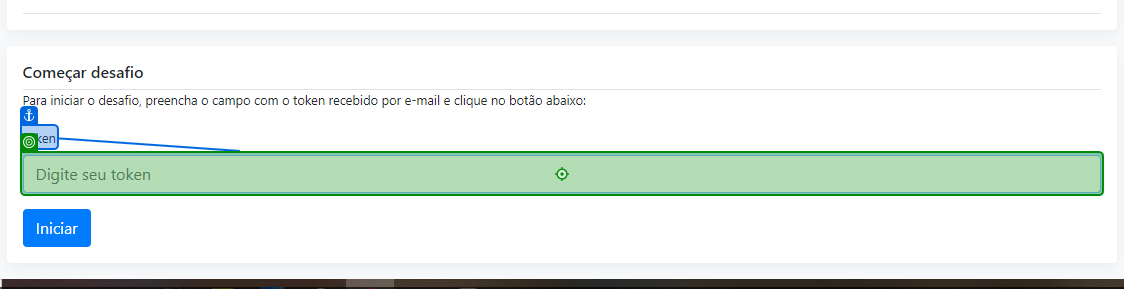 Começar desafio
Para iniciar o desafio, preencha o campo com o token recebido por e-mail e clique no botão abaixo:
Digite seu token
Iniciar